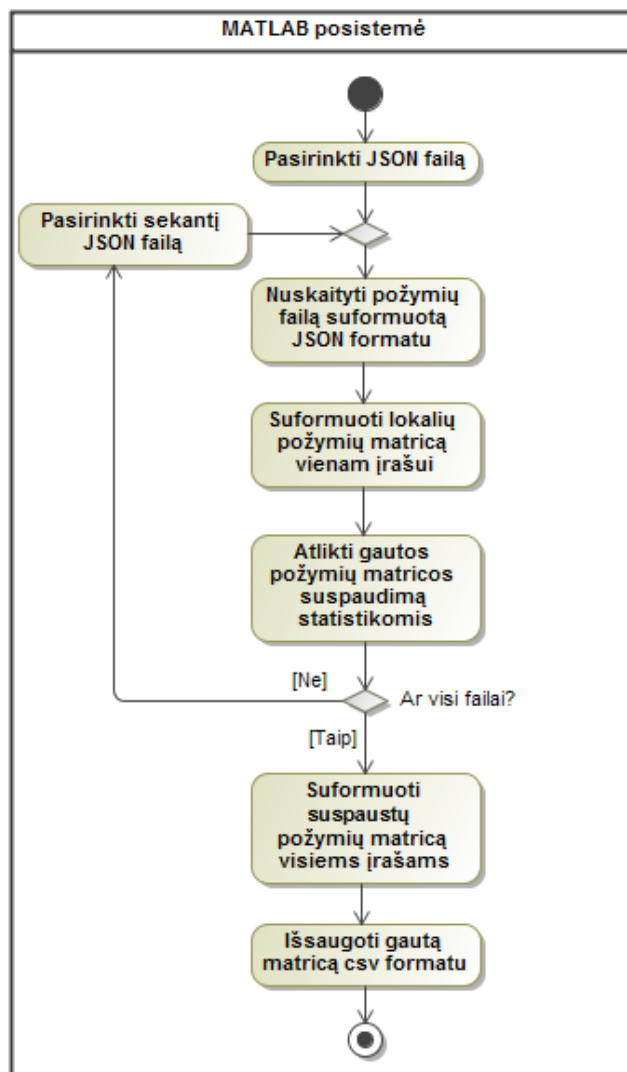 MATLAB posistemė
Pasirinkti JSON failą
Pasirinkti sekantį
JSON failą
Nuskaityti požymių
failą suformuotą
JSON formatu
Suformuoti lokalių
požymių matricą
vienam įrašui
Atlikti gautos
požymių matricos
suspaudimą
statistikomis
[Ne]
Ar visi failai?
[Taip]
Suformuoti
suspaustų
požymių matricą
visiems įrašams
Išsaugoti gautą
matricą csv formatu